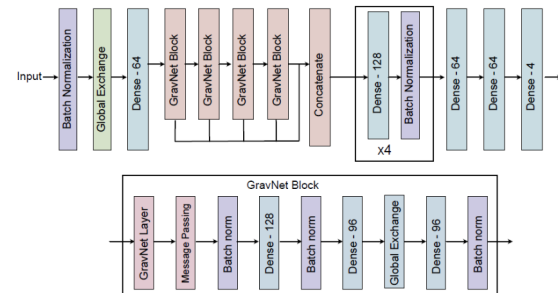 Input
Batch Normalization
Global Exchange
Dense - 64
GravNet Block
GravNet Block
GravNet Block
GravNet Block
Concatenate
Dense - 128
Batch Normalization
x4
Dense - 64
Dense - 64
Dense - 4
GravNet Block
GravNet Layer
Message Passing
Batch norm
Dense - 128
Batch norm
Dense - 96
Global Exchange
Dense - 96
Batch norm